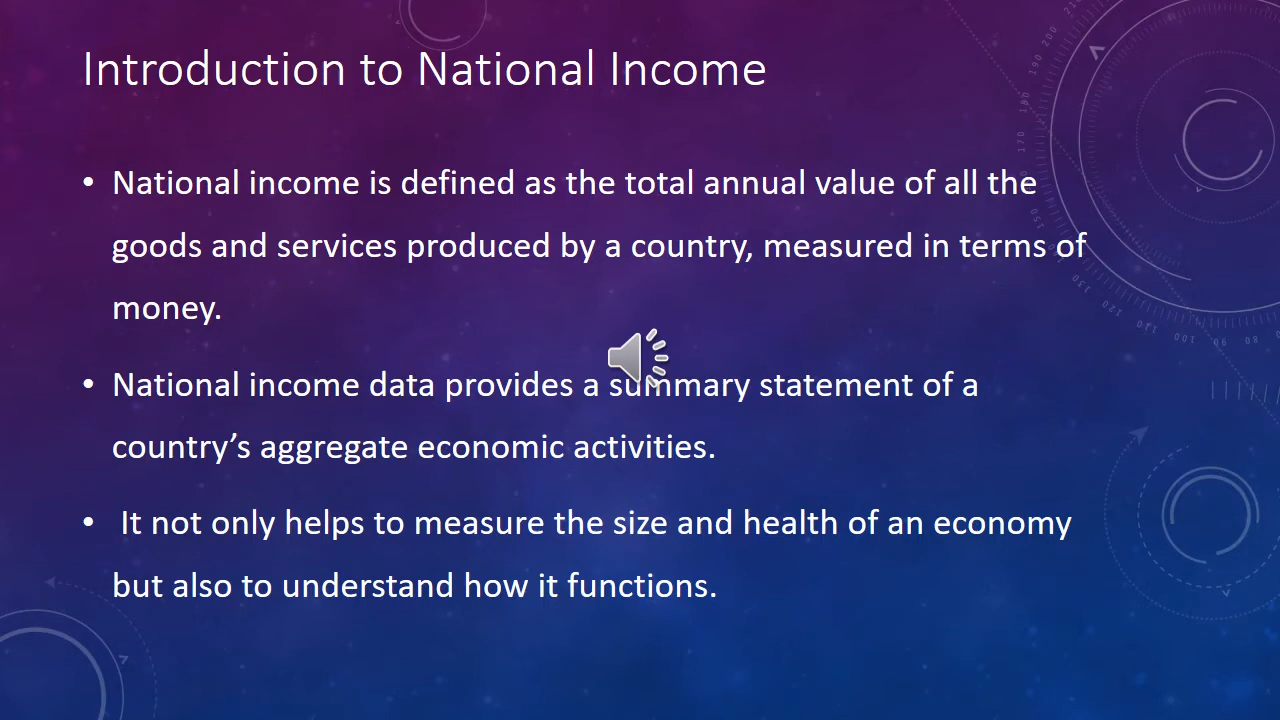 Introduction to National Income
• National income is defined as the total annual value of all the
goods and services produced by a country, measured in terms of
money.
• National income data provides a summary statement of a
country’s aggregate economic activities.
• It not only helps to measure the size and health of an economy
but also to understand how it functions.